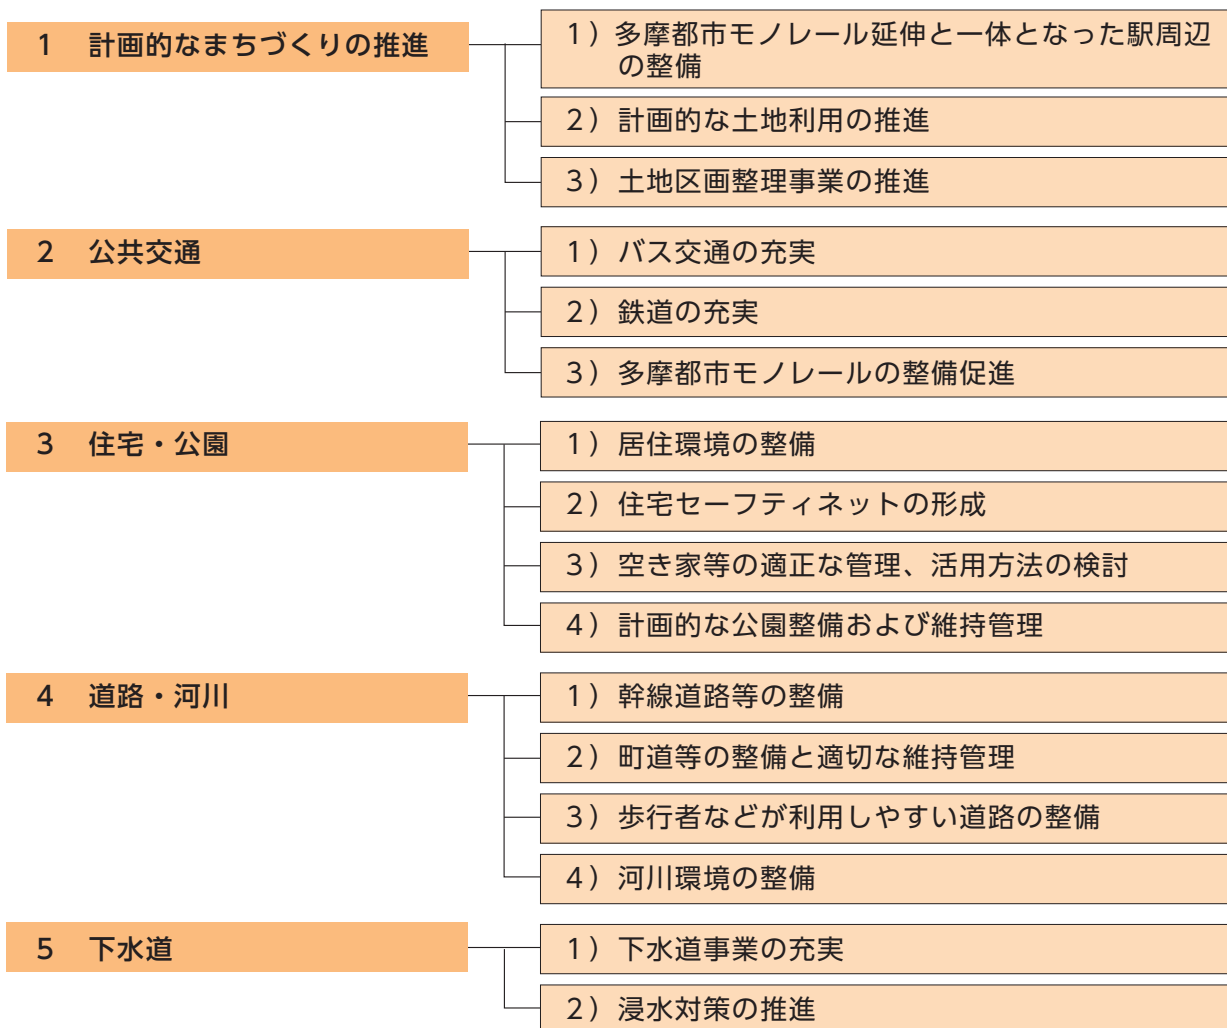 1 計画的なまちづくりの推進
1）多摩都市モノレール延伸と一体となった駅周辺
の整備
2）計画的な土地利用の推進
3）土地区画整理事業の推進
2 公共交通
1）バス交通の充実
2）鉄道の充実
3）多摩都市モノレールの整備促進
3 住宅・公園
1）居住環境の整備
2）住宅セーフティネットの形成
3）空き家等の適正な管理、活用方法の検討
4）計画的な公園整備および維持管理
4 道路・河川
1）幹線道路等の整備
2）町道等の整備と適切な維持管理
3）歩行者などが利用しやすい道路の整備
4）河川環境の整備
5 下水道
1）下水道事業の充実
2）浸水対策の推進